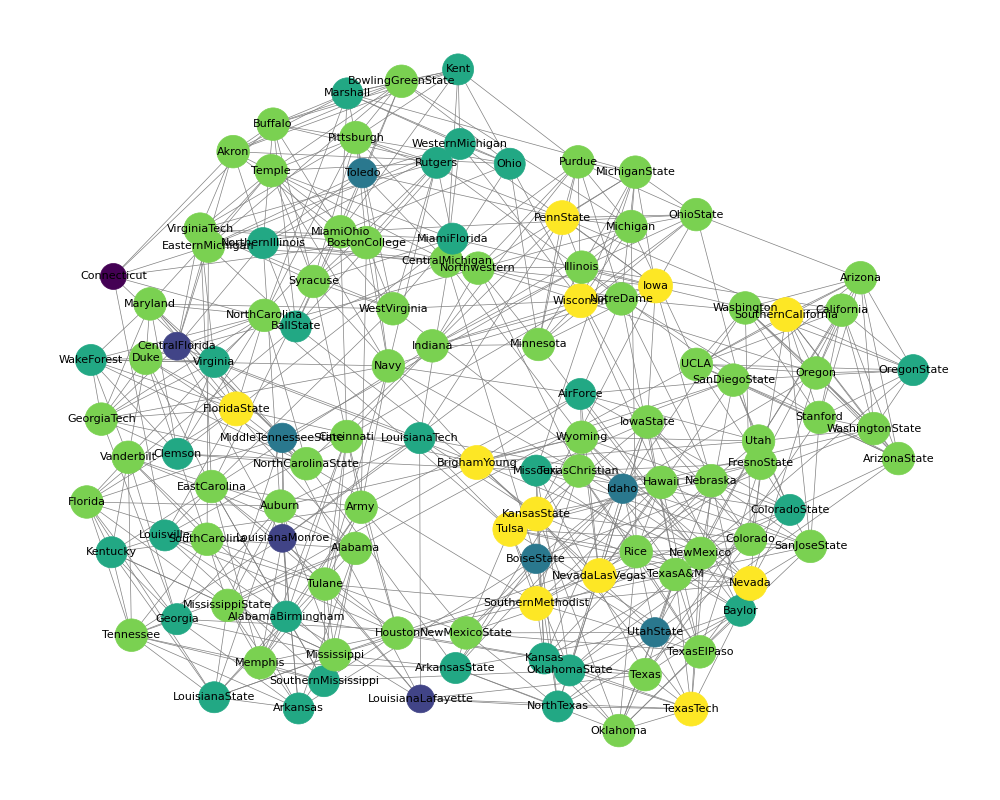 Kent
BowlingGreenState
Marshall
Buffalo
Pittsburgh
WesternMichigan
Akron
Rutgers
Ohio
Purdue
Temple
Toledo
MichiganState
OhioState
PennState
VirginiaTech
Michigan
MiamiOhio
EasternMichigan
NorthernIllinois
BostonCollege
MiamiFlorida
CentralMichigan
Northwestern
Illinois
Connecticut
Arizona
Syracuse
Iowa
NotreDame
Wisconsin
Maryland
WestVirginia
Washington
California
NorthCarolina
SouthernCalifornia
BallState
CentralFlorida
Indiana
Minnesota
WakeForest
Duke
Virginia
Navy
UCLA
SanDiegoState
Oregon
OregonState
AirForce
FloridaState
GeorgiaTech
IowaState
Stanford
WashingtonState
MiddleTennesseeState
Cincinnati
LouisianaTech
Wyoming
Utah
Vanderbilt
Clemson
NorthCarolinaState
BrighamYoung
Missouri
TexasChristian
FresnoState
ArizonaState
EastCarolina
Idaho
Hawaii
Nebraska
Florida
Auburn
Army
KansasState
ColoradoState
Tulsa
Louisville
SouthCarolina
LouisianaMonroe
Colorado
Kentucky
Alabama
BoiseState
Rice
NewMexico
SanJoseState
NevadaLasVegas
TexasA&M
Tulane
Nevada
MississippiState
SouthernMethodist
Georgia
AlabamaBirmingham
Baylor
Tennessee
Houston
NewMexicoState
UtahState
Memphis
Mississippi
Kansas
TexasElPaso
ArkansasState
OklahomaState
Texas
SouthernMississippi
LouisianaState
LouisianaLafayette
Arkansas
NorthTexas
TexasTech
Oklahoma